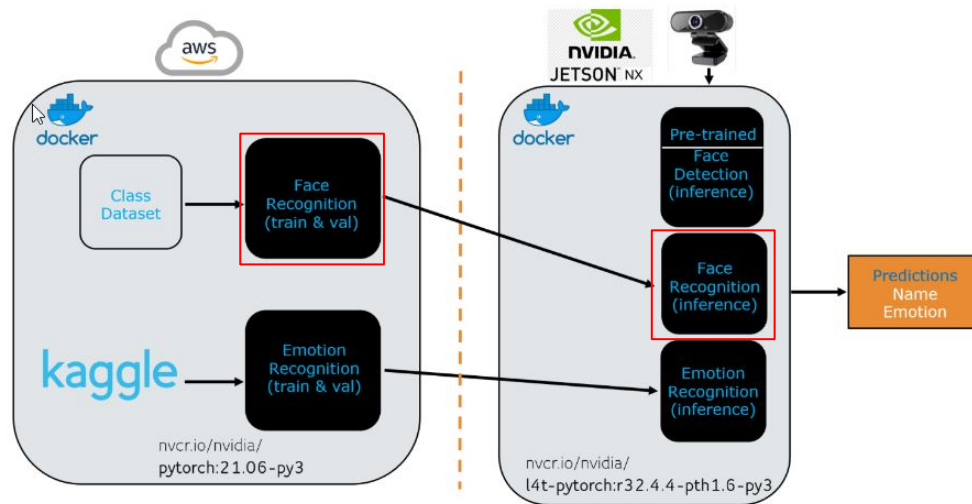 aws
docker
Class
Dataset
Face
Recognition
(train & val)
kaggle
Emotion
Recognition
(train & val)
nvcr.io/nvidia/
pytorch:21.06-py3
NVIDIA.
JETSON™ NX
docker
Pre-trained
Face
Detection
(inference)
Face
Recognition
(inference)
Emotion
Recognition
(inference)
nvcr.io/nvidia/
l4t-pytorch:r32.4.4-pth1.6-py3
Predictions
Name
Emotion